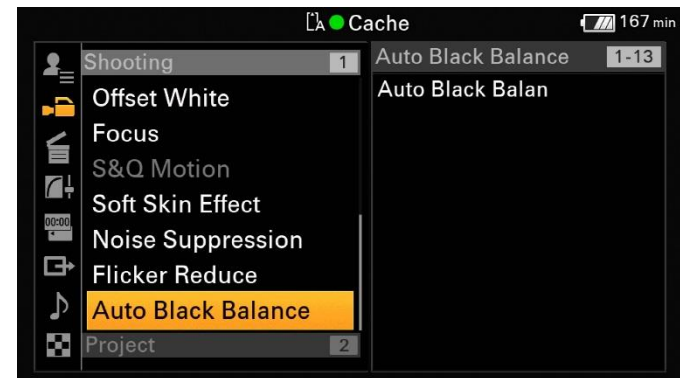 A Cache 167 min
Shooting 1
Offset White
Focus
S&Q Motion
Soft Skin Effect
Noise Suppression
Flicker Reduce
Auto Black Balance
Project 2
Auto Black Balance 1-13
Auto Black Balan
00:00